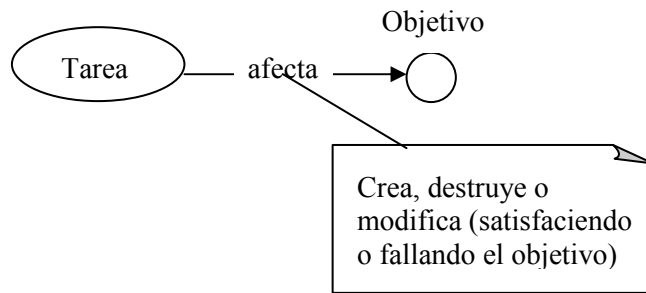 Objetivo
Tarea
afecta
Crea, destruye o
modifica (satisfaciendo
o fallando el objetivo)